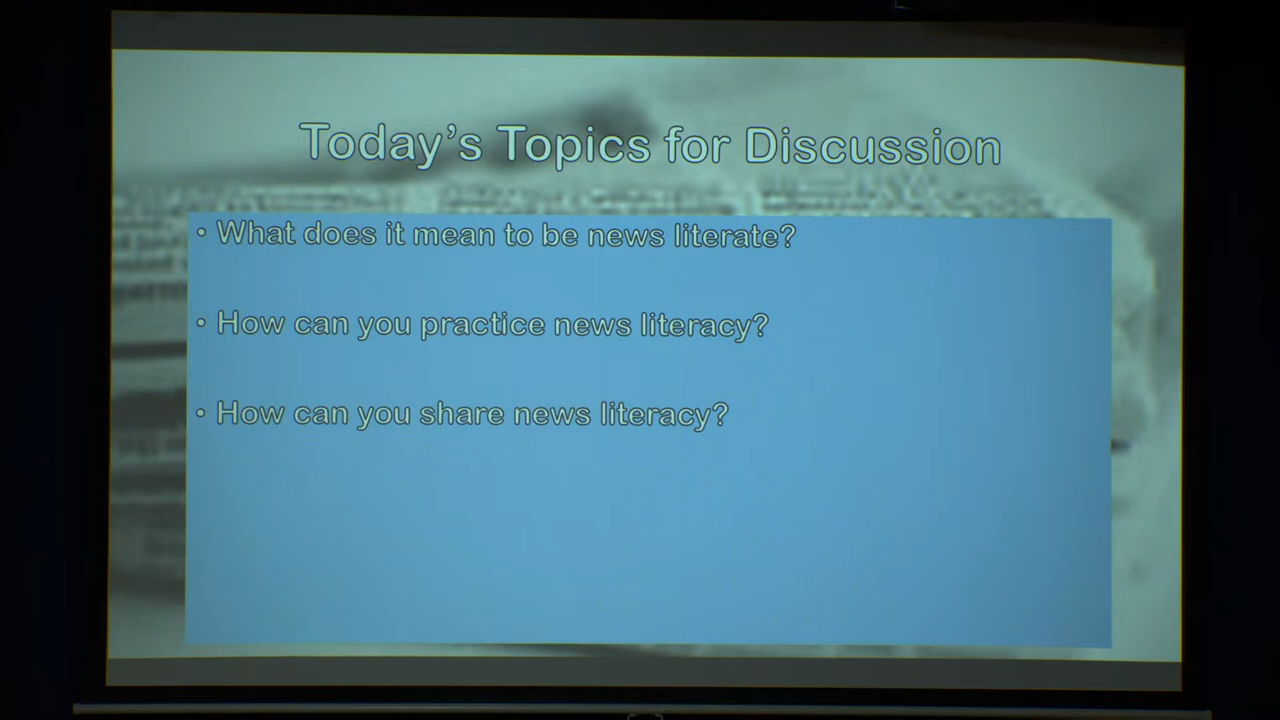 Today's Topics for Discussion
• What does it mean to be news literate?
• How can you practice news literacy?
• How can you share news literacy?